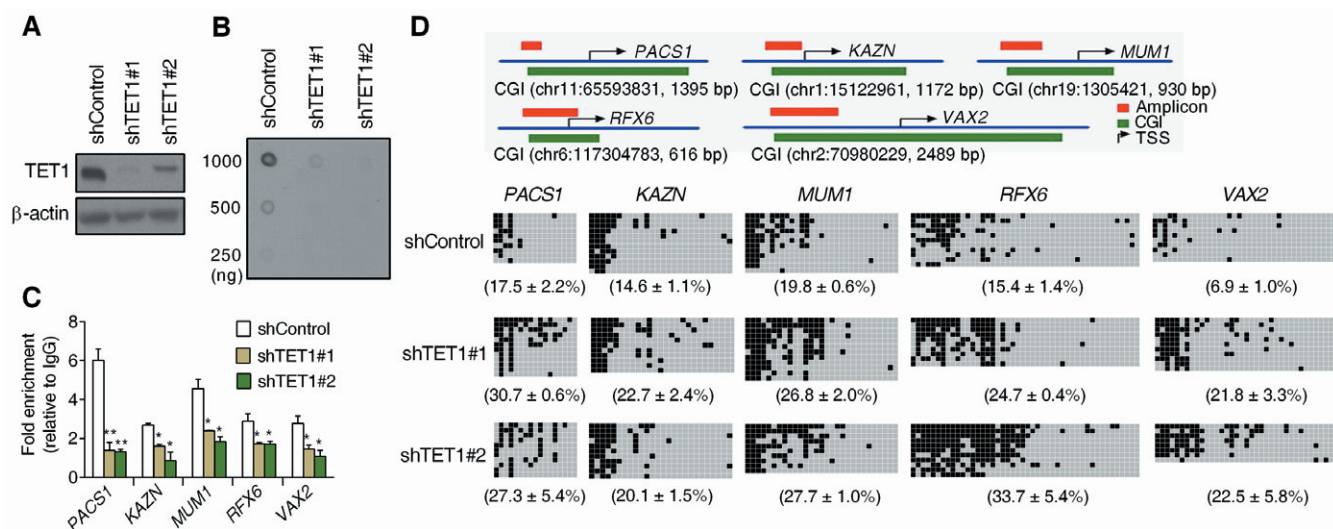 A
shControl
shTET1#1
shTET1#2
TET1
β-actin
B
shControl
shTET1#1
shTET1#2
1000
500
250
(ng)
C
Fold enrichment
(relative to IgG)
8
6
4
2
0
shControl
shTET1#1
shTET1#2
** **
* *
* *
* *
* *
PACS1
KAZN
MUM1
RFX6
VAX2
D
PACS1
KAZN
MUM1
CGI (chr11:65593831, 1395 bp)
CGI (chr1:15122961, 1172 bp)
CGI (chr19:1305421, 930 bp)
RFX6
VAX2
CGI (chr6:117304783, 616 bp)
CGI (chr2:70980229, 2489 bp)
Amplicon
CGI
TSS
PACS1 KAZN MUM1 RFX6 VAX2
shControl
(17.5 ± 2.2%) (14.6 ± 1.1%) (19.8 ± 0.6%) (15.4 ± 1.4%) (6.9 ± 1.0%)
shTET1#1
(30.7 ± 0.6%) (22.7 ± 2.4%) (26.8 ± 2.0%) (24.7 ± 0.4%) (21.8 ± 3.3%)
shTET1#2
(27.3 ± 5.4%) (20.1 ± 1.5%) (27.7 ± 1.0%) (33.7 ± 5.4%) (22.5 ± 5.8%)